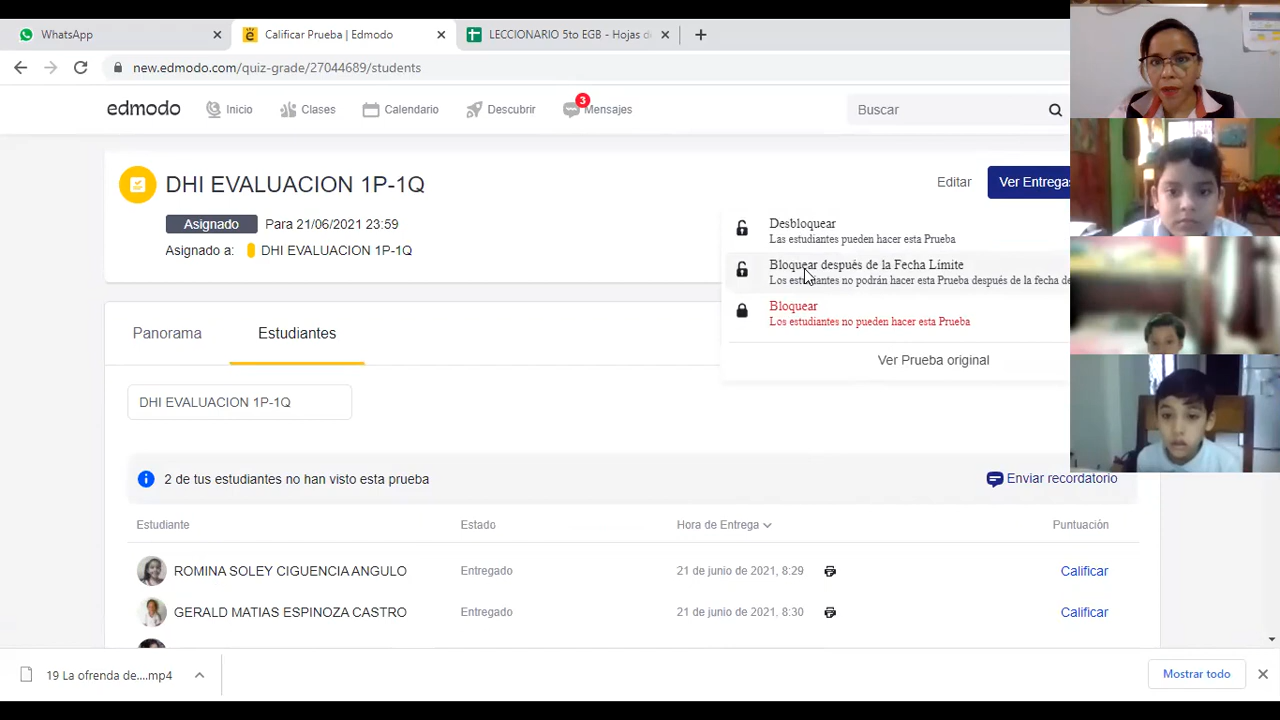 WhatsApp
Calificar Prueba | Edmodo
LECCIONARIO 5to EGB - Hojas d
new.edmodo.com/quiz-grade/27044689/students
edmodo
Inicio
Clases
Calendario
Descubrir
3
Mensajes
Buscar
DHI EVALUACION 1P-1Q
Editar
Ver Entregas
Asignado
Para 21/06/2021 23:59
Asignado a:
DHI EVALUACION 1P-1Q
Desbloquear
Las estudiantes pueden hacer esta Prueba
Bloquear después de la Fecha Límite
Los estudiantes no podrán hacer esta Prueba después de la fecha de
Bloquear
Los estudiantes no pueden hacer esta Prueba
Ver Prueba original
Panorama
Estudiantes
DHI EVALUACION 1P-1Q
2 de tus estudiantes no han visto esta prueba
Enviar recordatorio
Estudiante
Estado
Hora de Entrega
Puntuación
ROMINA SOLEY CIGUENCIA ANGULO
Entregado
21 de junio de 2021, 8:29
Calificar
GERALD MATIAS ESPINOZA CASTRO
Entregado
21 de junio de 2021, 8:30
Calificar
19 La ofrenda de....mp4
Mostrar todo